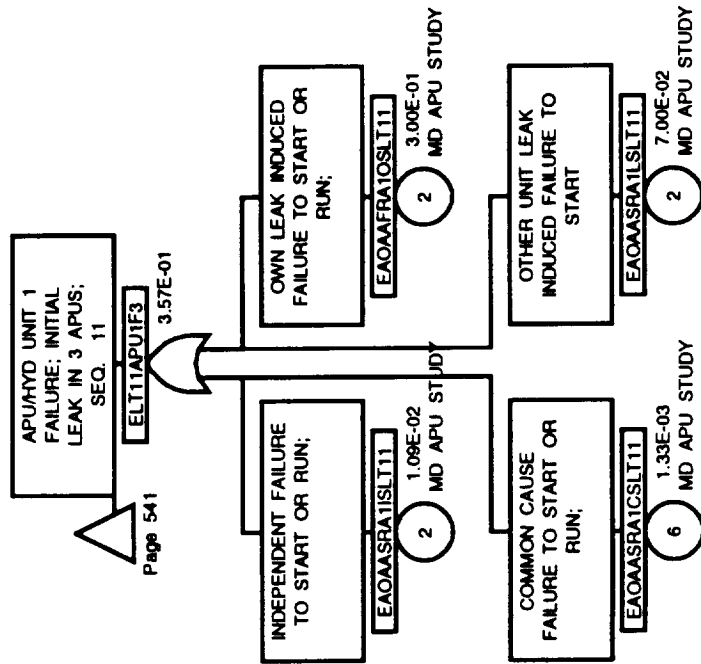 APU/HYD UNIT 1
FAILURE; INITIAL
LEAK IN 3 APUS;
SEQ. 11
ELT11APU1F3
3.57E-01
Page 541
INDEPENDENT FAILURE
TO START OR RUN;
EAOAASRA1ISLT11
2
1.09E-02
MD APU STUDY
OWN LEAK INDUCED
FAILURE TO START OR
RUN;
EAOAAFRA1OSLT11
2
3.00E-01
MD APU STUDY
COMMON CAUSE
FAILURE TO START OR
RUN;
EAOAASRA1CSLT11
6
1.33E-03
MD APU STUDY
OTHER UNIT LEAK
INDUCED FAILURE TO
START
EAOAASRA1LSLT11
2
7.00E-02
MD APU STUDY